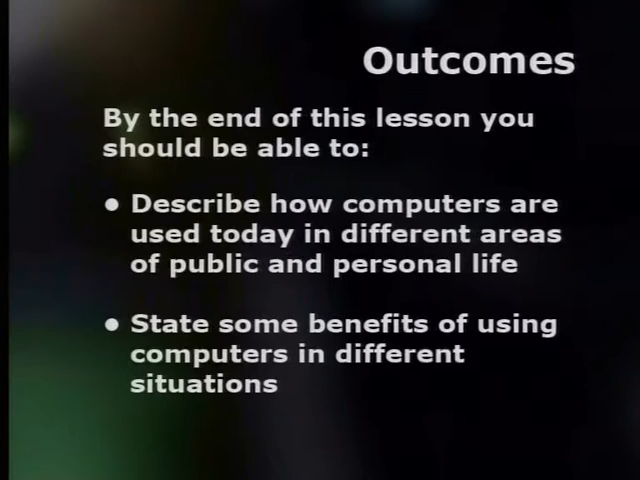 Outcomes
By the end of this lesson you
should be able to:
• Describe how computers are
used today in different areas
of public and personal life
• State some benefits of using
computers in different
situations